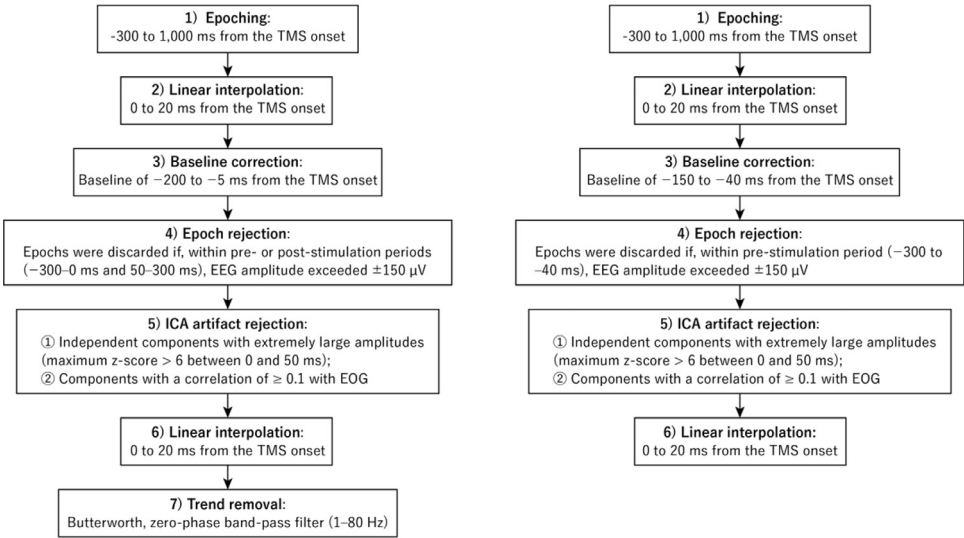 1) Epoching:
-300 to 1,000 ms from the TMS onset
2) Linear interpolation:
0 to 20 ms from the TMS onset
3) Baseline correction:
Baseline of −200 to −5 ms from the TMS onset
4) Epoch rejection:
Epochs were discarded if, within pre- or post-stimulation periods
(−300–0 ms and 50–300 ms), EEG amplitude exceeded ±150 μV
5) ICA artifact rejection:
① Independent components with extremely large amplitudes
(maximum z-score > 6 between 0 and 50 ms);
② Components with a correlation of ≥ 0.1 with EOG
6) Linear interpolation:
0 to 20 ms from the TMS onset
7) Trend removal:
Butterworth, zero-phase band-pass filter (1–80 Hz)
1) Epoching:
-300 to 1,000 ms from the TMS onset
2) Linear interpolation:
0 to 20 ms from the TMS onset
3) Baseline correction:
Baseline of −150 to −40 ms from the TMS onset
4) Epoch rejection:
Epochs were discarded if, within pre-stimulation period (−300 to
–40 ms), EEG amplitude exceeded ±150 μV
5) ICA artifact rejection:
① Independent components with extremely large amplitudes
(maximum z-score > 6 between 0 and 50 ms);
② Components with a correlation of ≥ 0.1 with EOG
6) Linear interpolation:
0 to 20 ms from the TMS onset